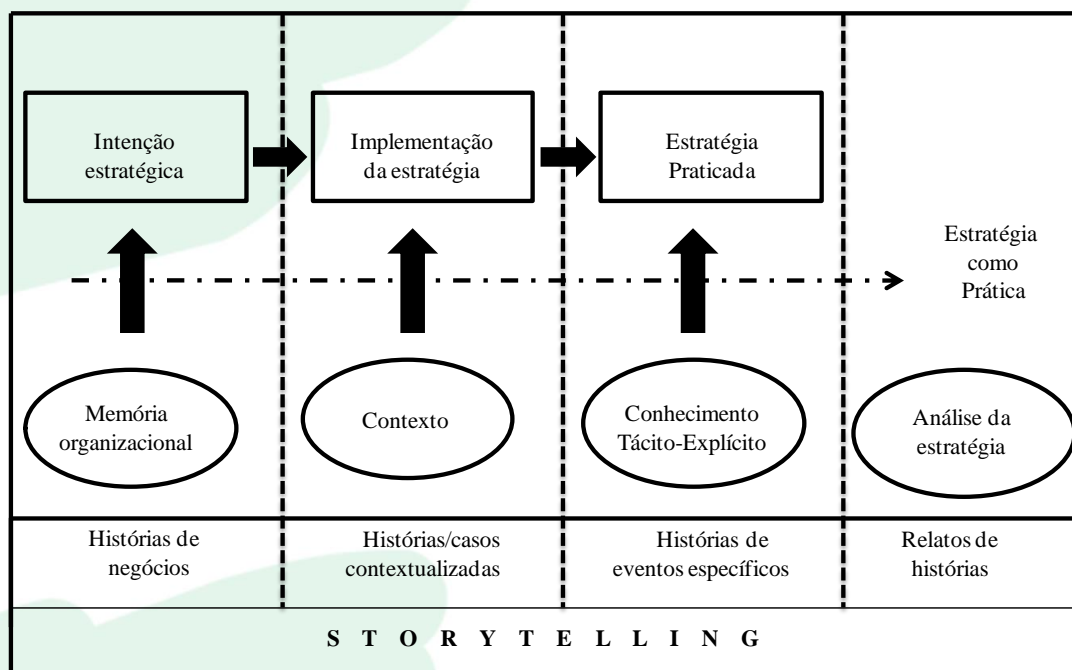 Intenção
estratégica
Implementação
da estratégia
Estratégia
Praticada
Estratégia
como
Prática
Memória
organizacional
Contexto
Conhecimento
Tácito-Explícito
Análise da
estratégia
Histórias de
negócios
Histórias/casos
contextualizadas
Histórias de
eventos específicos
Relatos de
histórias
S T O R Y T E L L I N G